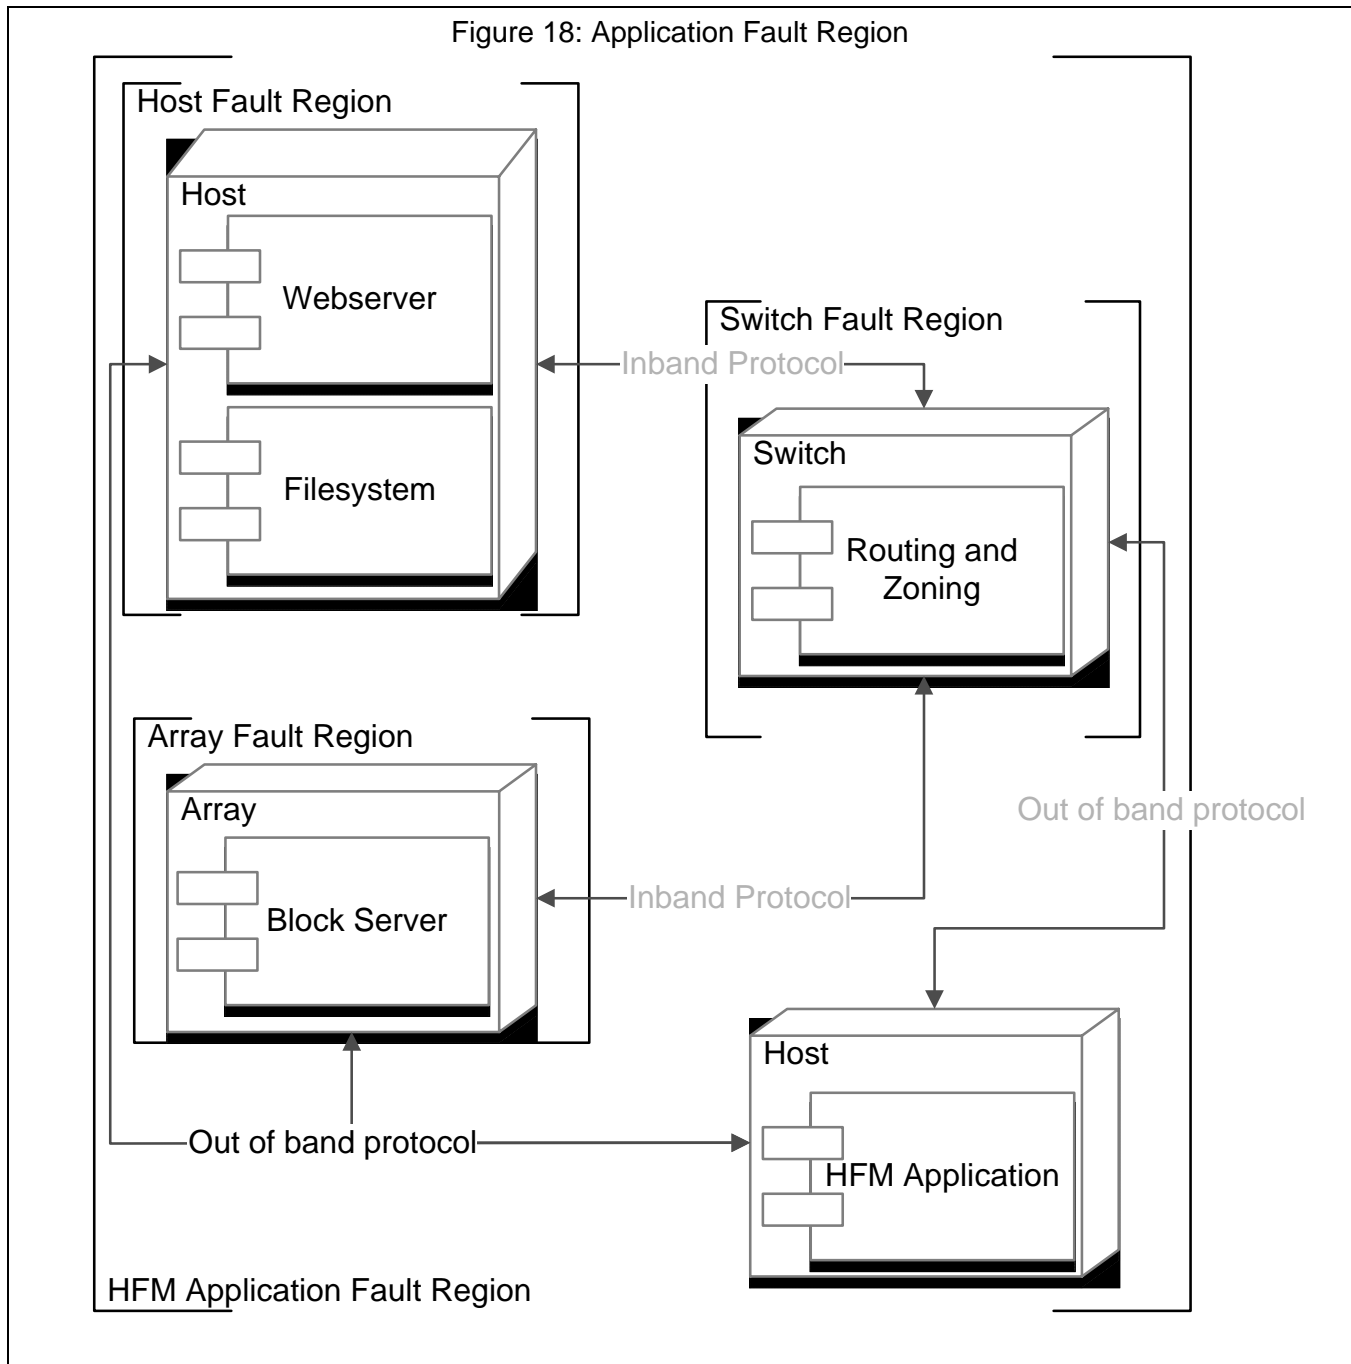 Figure 18: Application Fault Region
Host Fault Region
Host
Webserver
Filesystem
Switch Fault Region
Inband Protocol
Switch
Routing and
Zoning
Array Fault Region
Array
Block Server
Inband Protocol
Out of band protocol
Host
HFM Application
Out of band protocol
HFM Application Fault Region